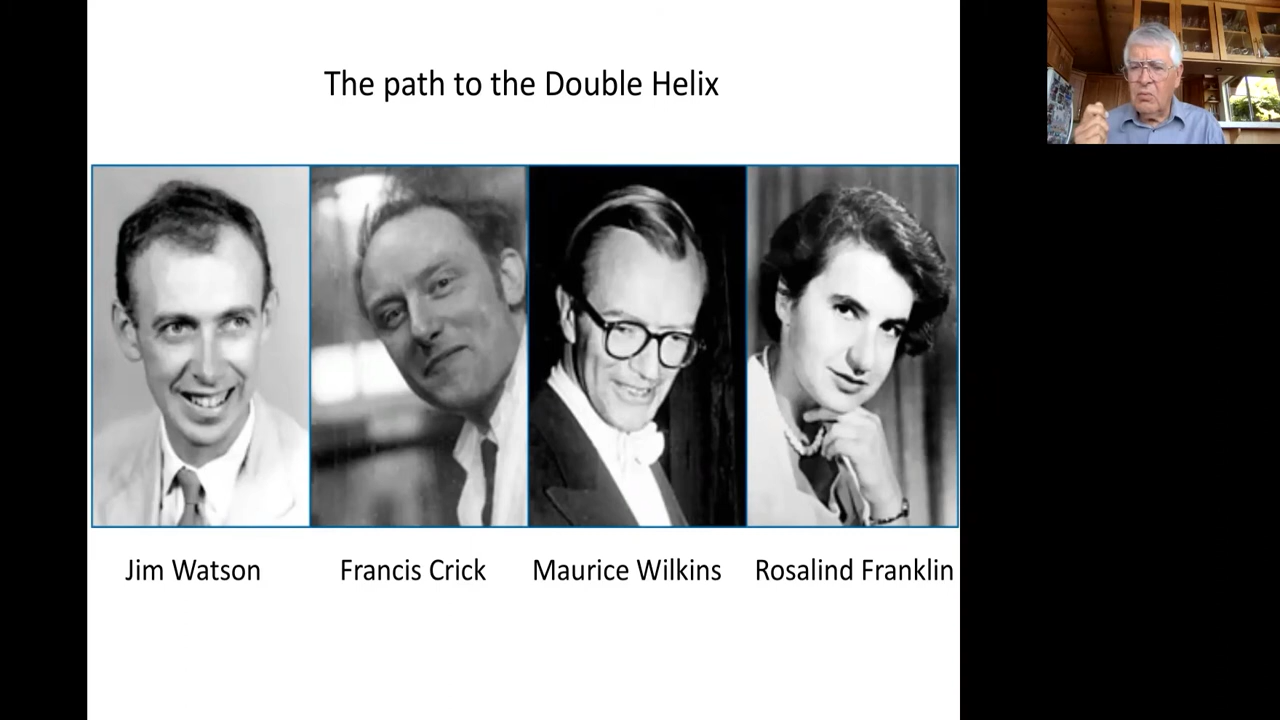 The path to the Double Helix
Jim Watson
Francis Crick
Maurice Wilkins
Rosalind Franklin